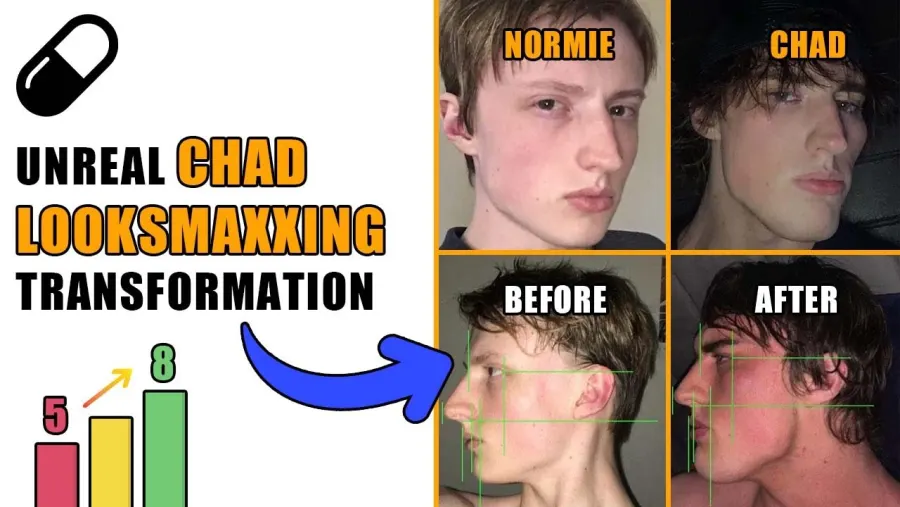 UNREAL CHAD
LOOKSMAXXING
TRANSFORMATION
5
8
NORMIE
CHAD
BEFORE
AFTER